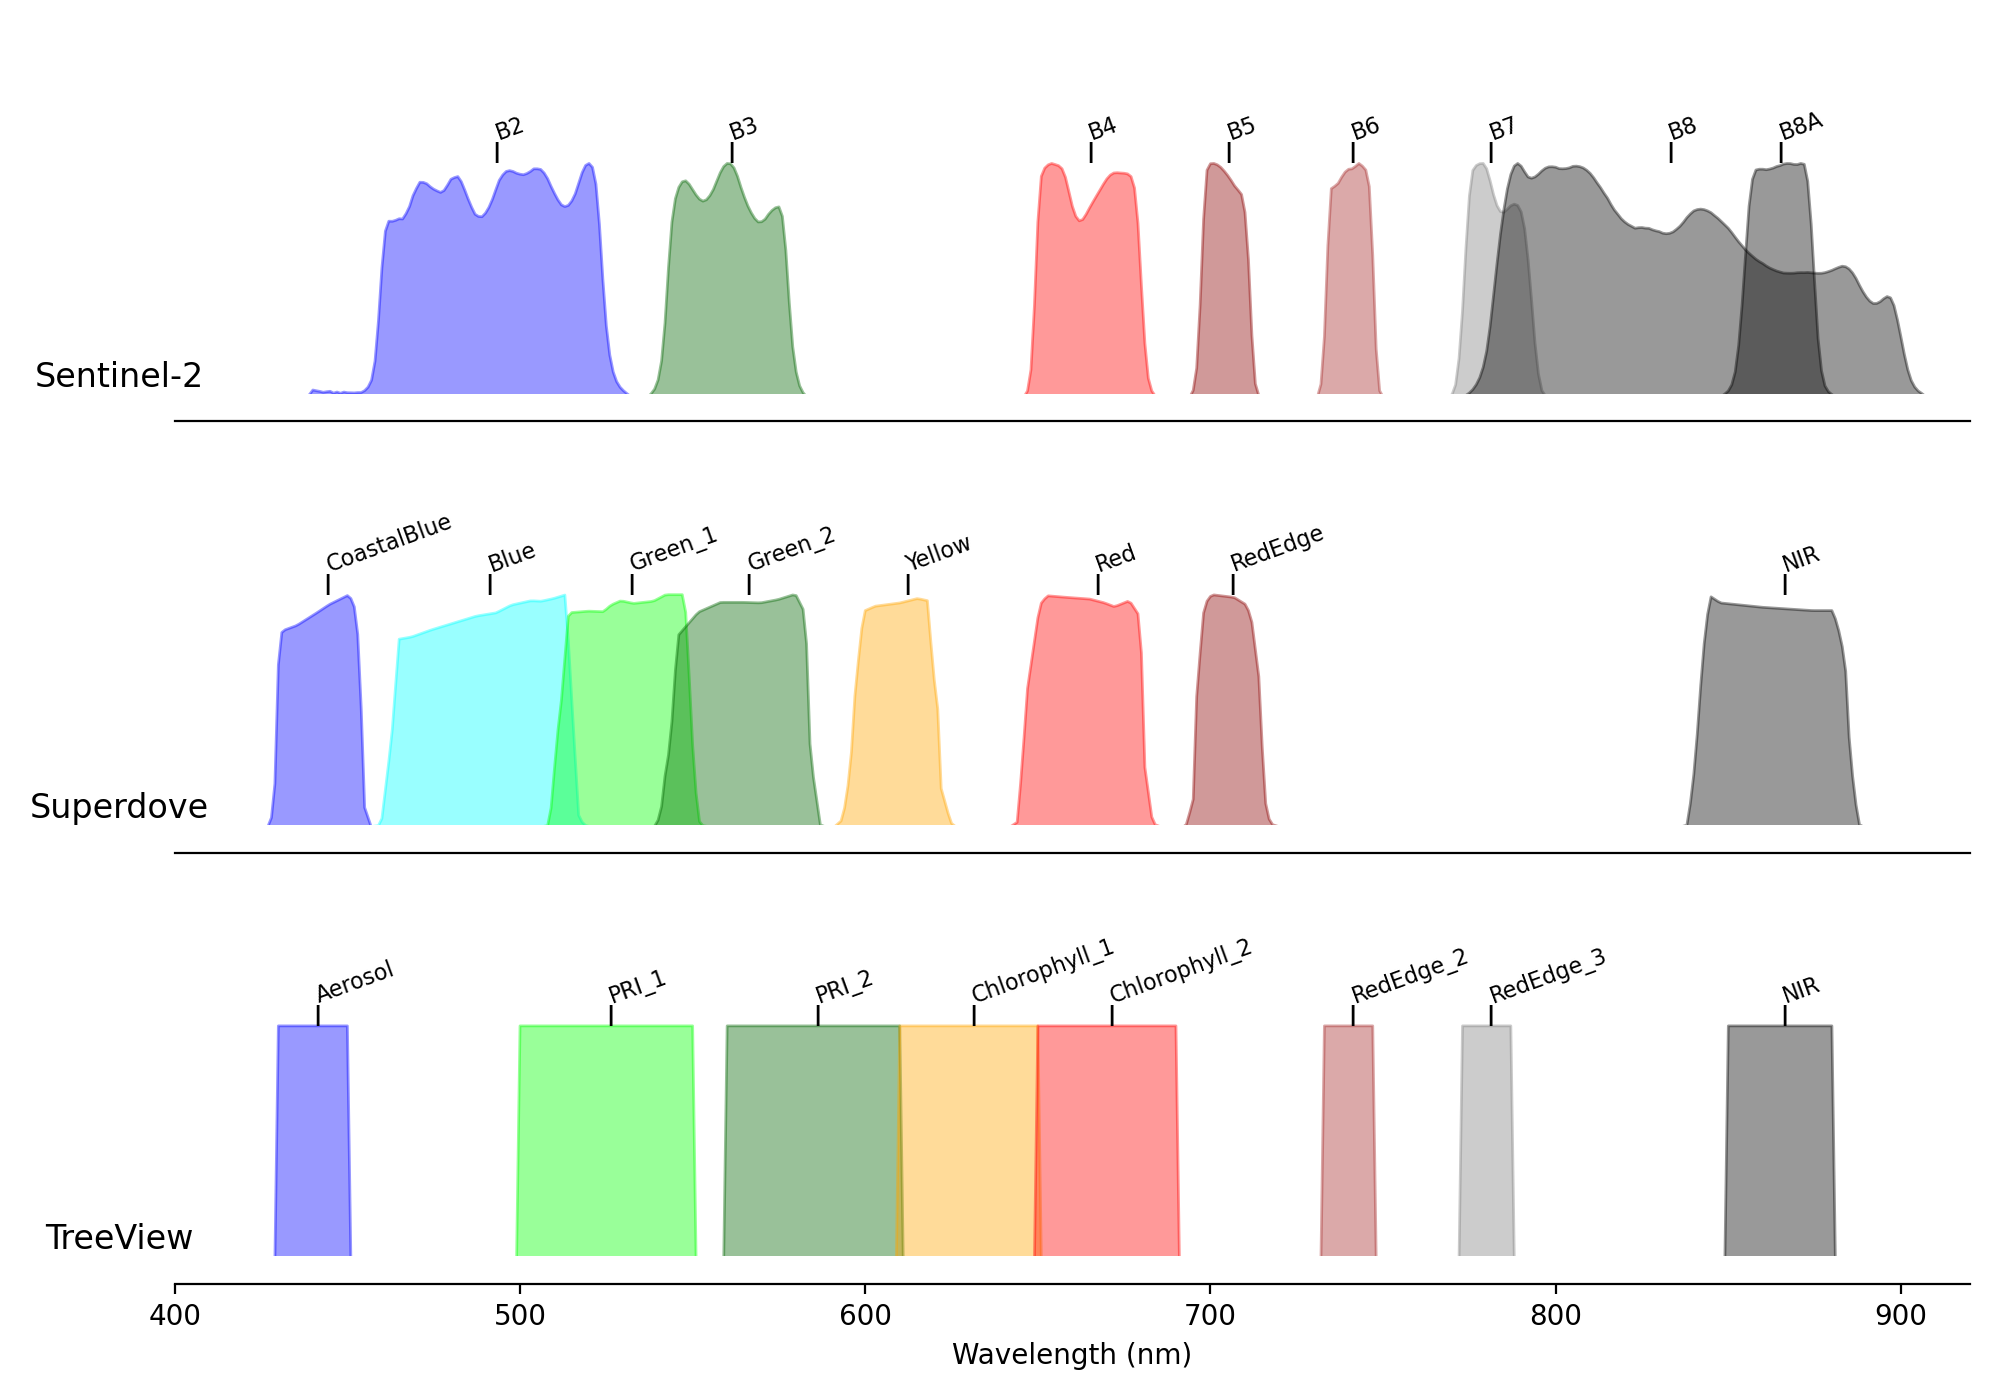 B2
B3
B4
B5
B6
B7
B8
B8A
Sentinel-2
CoastalBlue
Blue
Green_1
Green_2
Yellow
Red
RedEdge
NIR
Superdove
Aerosol
PRI_1
PRI_2
Chlorophyll_1
Chlorophyll_2
RedEdge_2
RedEdge_3
NIR
TreeView
400 500 600 700 800 900
Wavelength (nm)